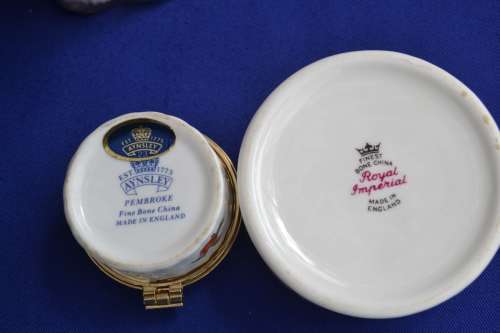 EST 1775
AYNSLEY
EST 1775
AYNSLEY
PEMBROKE
Fine Bone China
MADE IN ENGLAND
FINEST
BONE CHINA
Royal
Imperial
MADE IN
ENGLAND